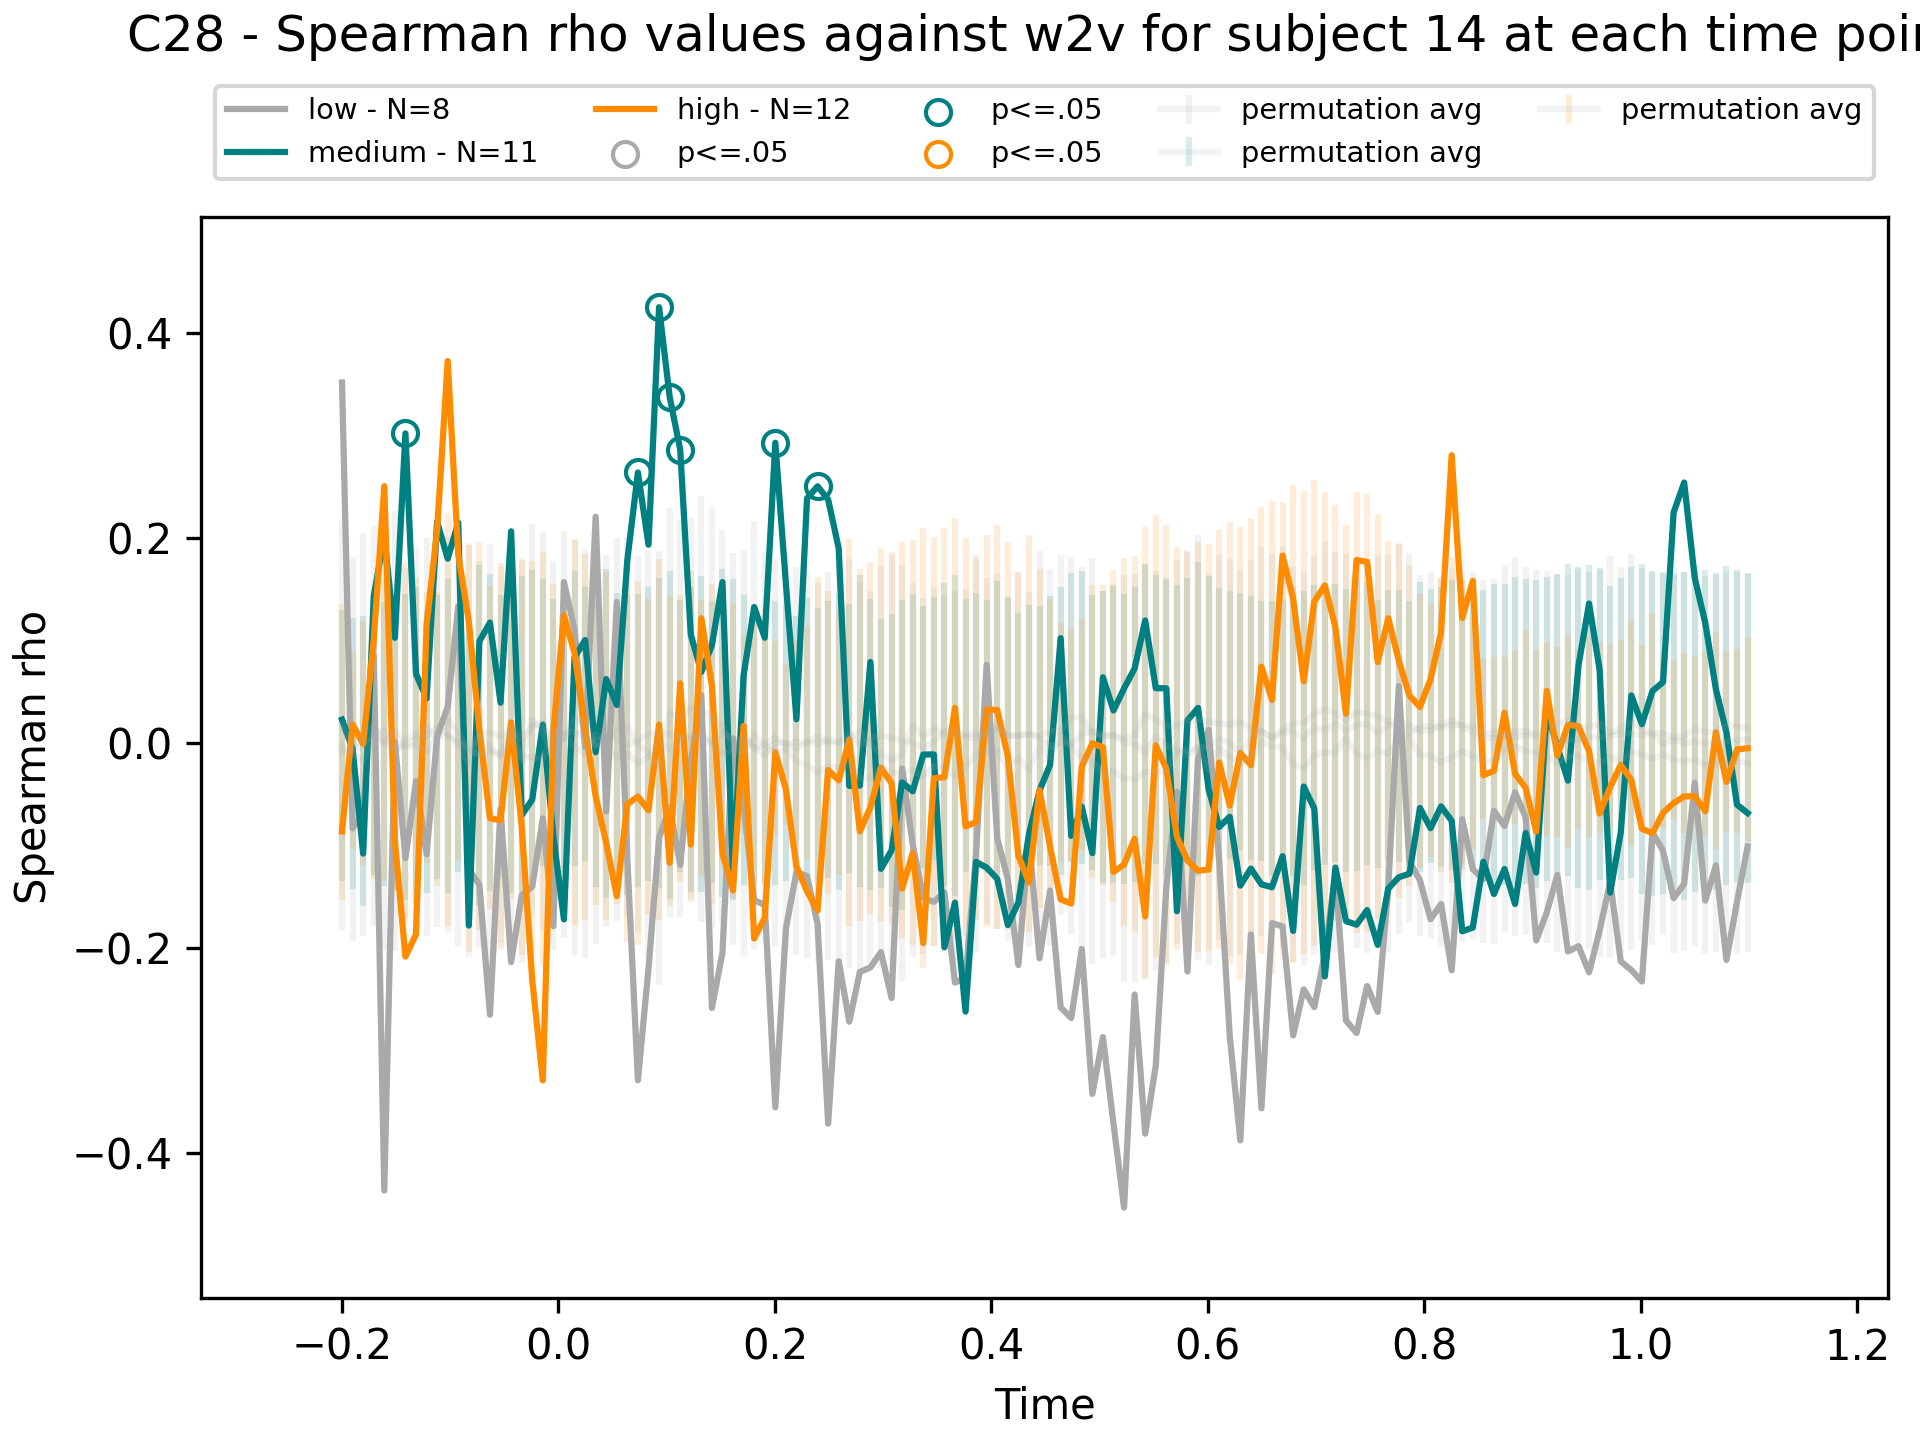 C28 - Spearman rho values against w2v for subject 14 at each time poi
low - N=8
medium - N=11
high - N=12
p<=.05
p<=.05
p<=.05
permutation avg
permutation avg
permutation avg
Spearman rho
0.4
0.2
0.0
−0.2
−0.4
−0.2 0.0 0.2 0.4 0.6 0.8 1.0 1.2
Time